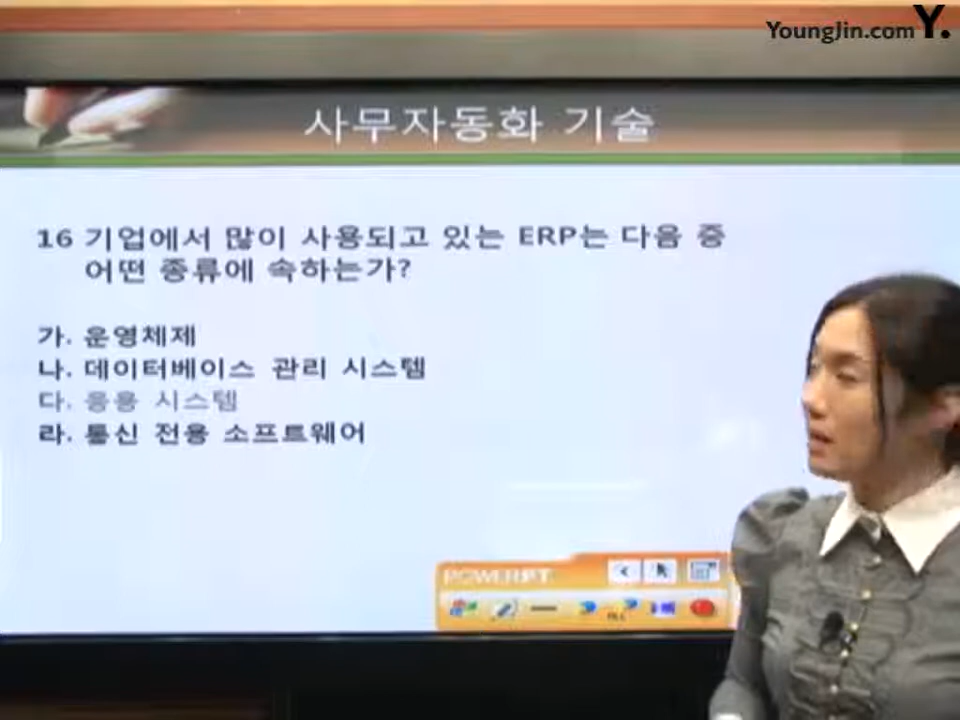 YoungJin.com Y.
사무자동화 기술
16 기업에서 많이 사용되고 있는 ERP는 다음 중
어떤 종류에 속하는가?
가. 운영체제
나. 데이터베이스 관리 시스템
다. 응용 시스템
라. 통신 전용 소프트웨어
POWERPT